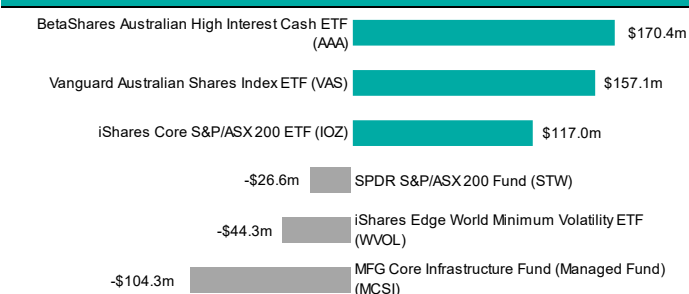 BetaShares Australian High Interest Cash ETF
(AAA)
$170.4m
Vanguard Australian Shares Index ETF (VAS)
$157.1m
iShares Core S&P/ASX 200 ETF (IOZ)
$117.0m
-$26.6m
SPDR S&P/ASX 200 Fund (STW)
-$44.3m
iShares Edge World Minimum Volatility ETF
(WVOL)
-$104.3m
MFG Core Infrastructure Fund (Managed Fund)
(MCSI)